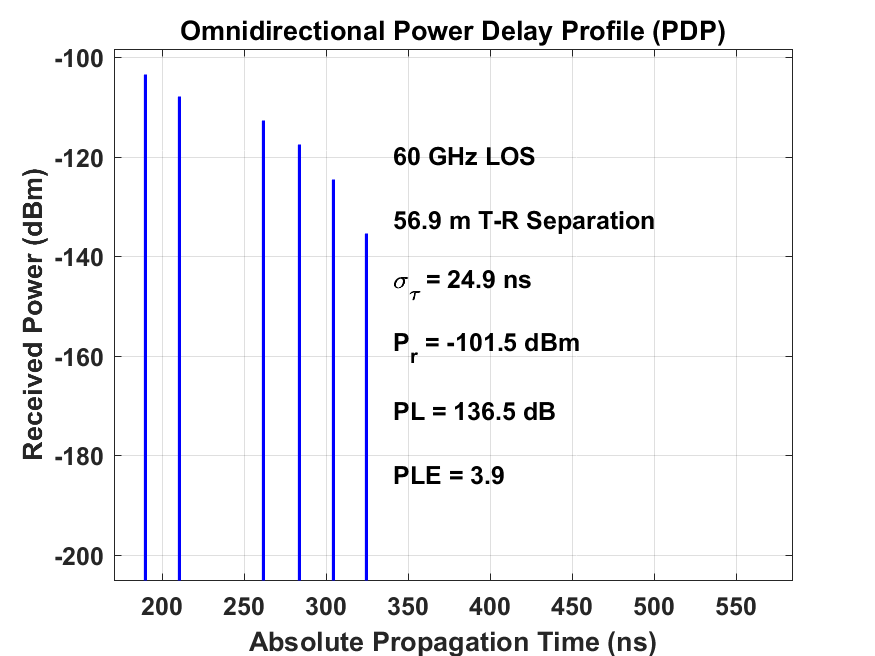 Omnidirectional Power Delay Profile (PDP)
Received Power (dBm)
-100
-120
-140
-160
-180
-200
60 GHz LOS
56.9 m T-R Separation
σ_τ = 24.9 ns
P_r = -101.5 dBm
PL = 136.5 dB
PLE = 3.9
200 250 300 350 400 450 500 550
Absolute Propagation Time (ns)